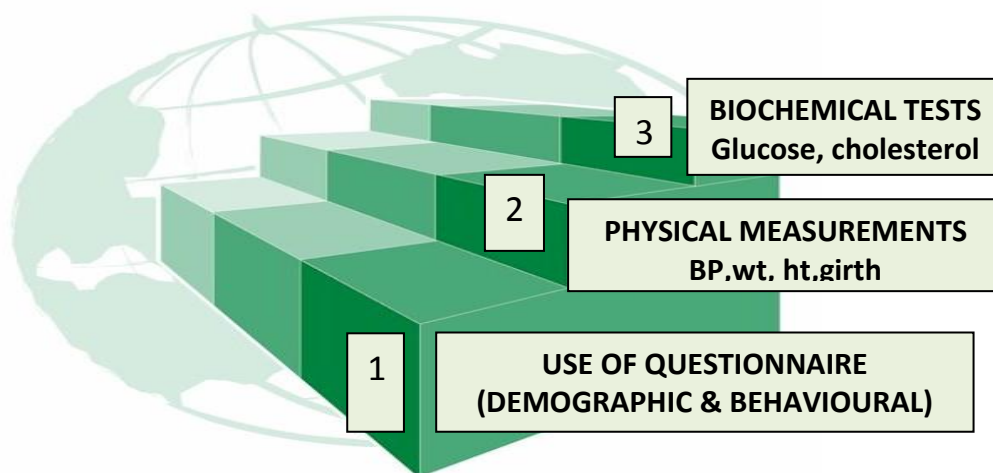 3
BIOCHEMICAL TESTS
Glucose, cholesterol
2
PHYSICAL MEASUREMENTS
BP,wt, ht,girth
1
USE OF QUESTIONNAIRE
(DEMOGRAPHIC & BEHAVIOURAL)